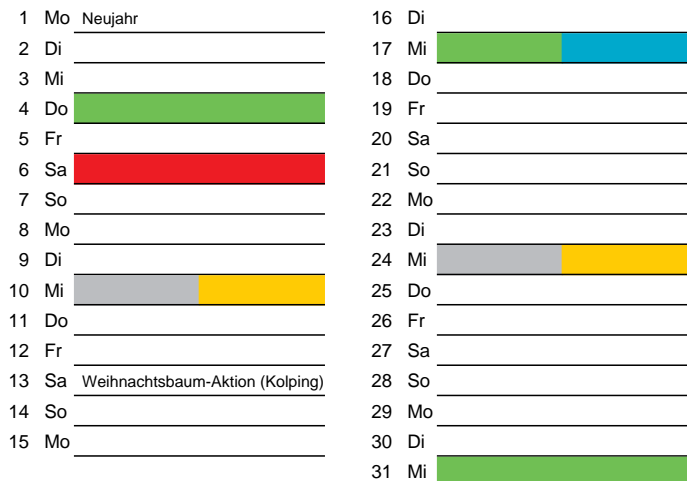 1 Mo Neujahr
2 Di
3 Mi
4 Do
5 Fr
6 Sa
7 So
8 Mo
9 Di
10 Mi
11 Do
12 Fr
13 Sa Weihnachtsbaum-Aktion (Kolping)
14 So
15 Mo
16 Di
17 Mi
18 Do
19 Fr
20 Sa
21 So
22 Mo
23 Di
24 Mi
25 Do
26 Fr
27 Sa
28 So
29 Mo
30 Di
31 Mi